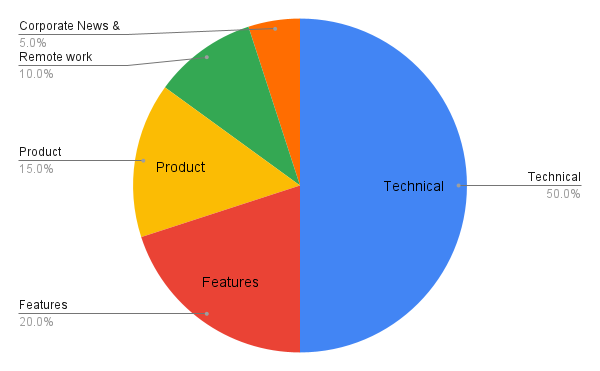 Corporate News &
5.0%
Remote work
10.0%
Product
15.0%
Product
Technical
Technical
50.0%
Features
Features
20.0%